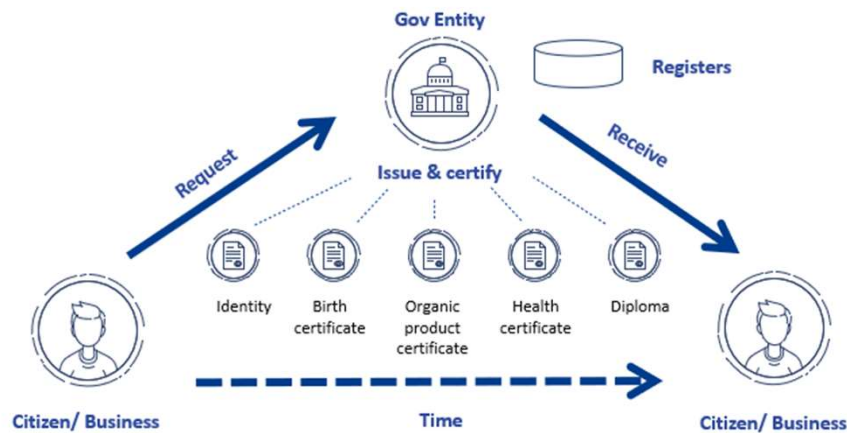 Gov Entity
Registers
Request
Receive
Issue & certify
Identity
Birth
certificate
Organic
product
certificate
Health
certificate
Diploma
Citizen/ Business
Time
Citizen/ Business